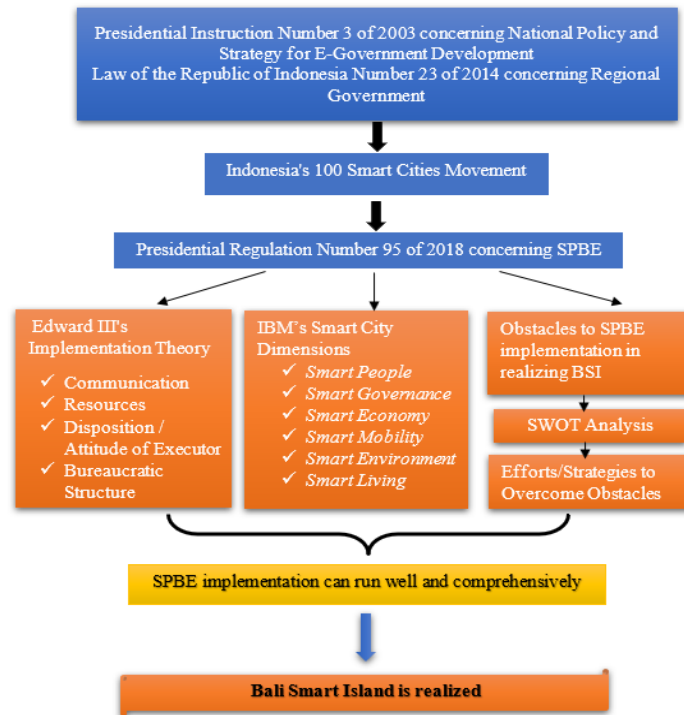 Presidential Instruction Number 3 of 2003 concerning National Policy and
Strategy for E-Government Development
Law of the Republic of Indonesia Number 23 of 2014 concerning Regional
Government
Indonesia's 100 Smart Cities Movement
Presidential Regulation Number 95 of 2018 concerning SPBE
Edward III's
Implementation Theory
✓ Communication
✓ Resources
✓ Disposition /
Attitude of Executor
✓ Bureaucratic
Structure
IBM's Smart City
Dimensions
✓ Smart People
✓ Smart Governance
✓ Smart Economy
✓ Smart Mobility
✓ Smart Environment
✓ Smart Living
Obstacles to SPBE
implementation in
realizing BSI
SWOT Analysis
Efforts/Strategies to
Overcome Obstacles
SPBE implementation can run well and comprehensively
Bali Smart Island is realized